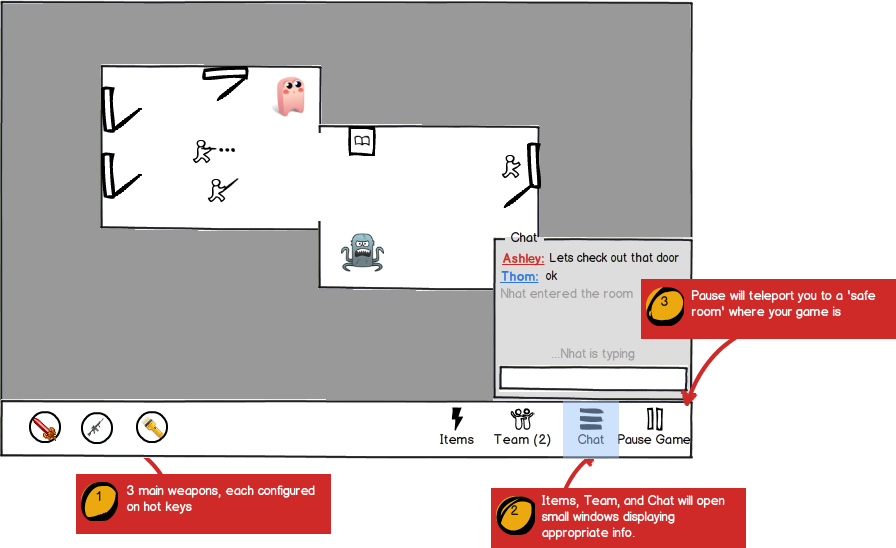 Chat
Ashley: Lets check out that door
Thom: ok
Nhat entered the room
...Nhat is typing
3
Pause will teleport you to a 'safe
room' where your game is
Items
Team (2)
Chat
Pause Game
1
3 main weapons, each configured
on hot keys
2
Items, Team, and Chat will open
small windows displaying
appropriate info.